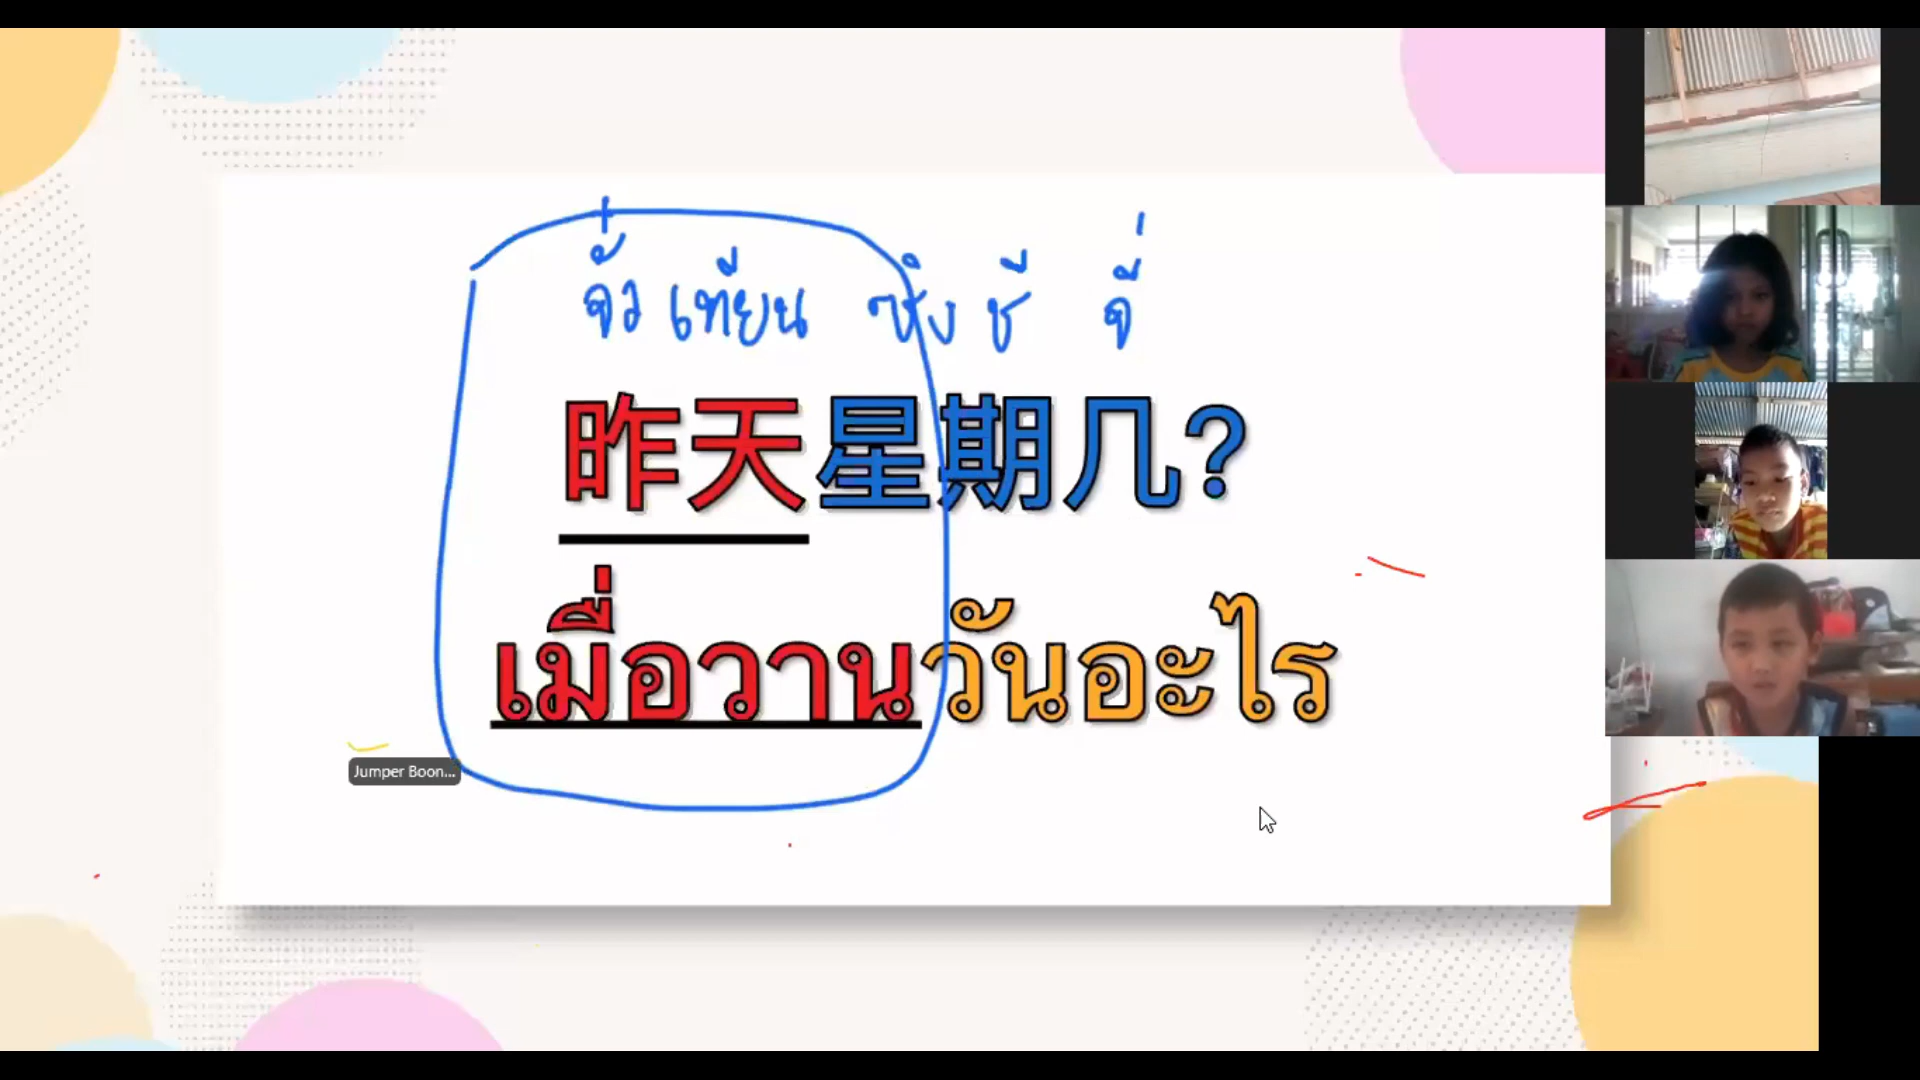 จั่ว เทียน ซิง ชี จี่
昨天星期几?
เมื่อวานวันอะไร
Jumper Boon...